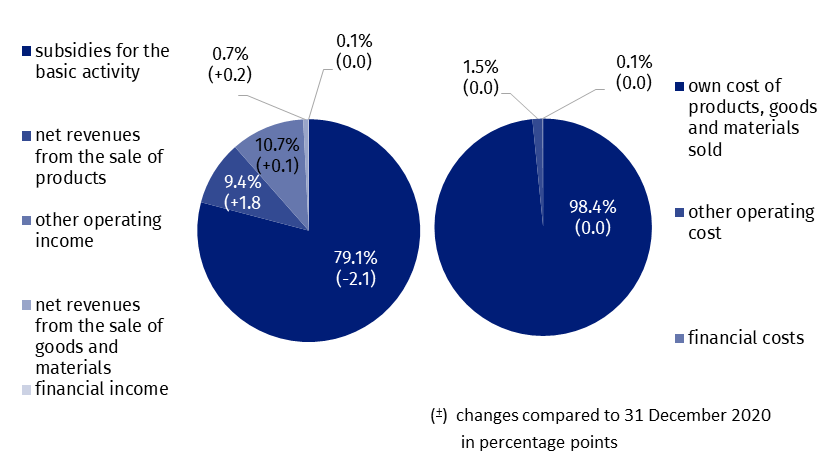 subsidies for the
basic activity
net revenues
from the sale of
products
other operating
income
net revenues
from the sale of
goods and
materials
financial income
0.7%
(+0.2)
0.1%
(0.0)
10.7%
(+0.1)
9.4%
(+1.8
79.1%
(-2.1)
1.5%
(0.0)
0.1%
(0.0)
98.4%
(0.0)
own cost of
products, goods
and materials
sold
other operating
cost
financial costs
(±) changes compared to 31 December 2020
in percentage points